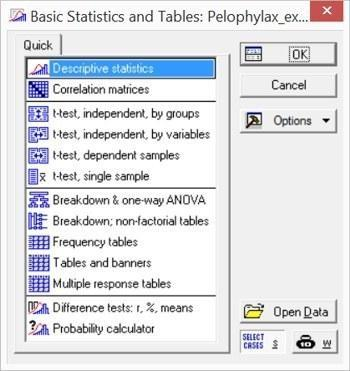 Basic Statistics and Tables: Pelophylax_ex...
Quick
Descriptive statistics
Correlation matrices
t-test, independent, by groups
t-test, independent, by variables
t-test, dependent samples
t-test, single sample
Breakdown & one-way ANOVA
Breakdown; non-factorial tables
Frequency tables
Tables and banners
Multiple response tables
Difference tests: r, %, means
Probability calculator
OK
Cancel
Options
Open Data
SELECT CASES S
W